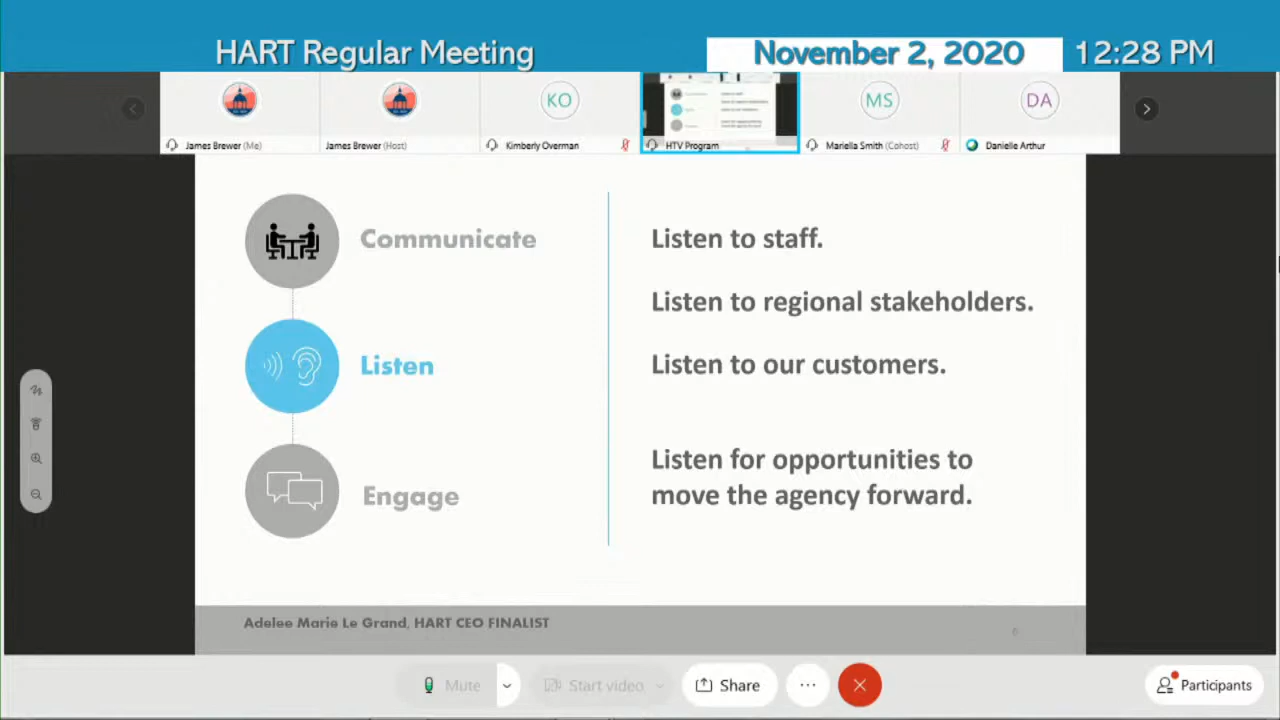 HART Regular Meeting
November 2, 2020
12:28 PM
KO
MS
DA
James Brewer (Me)
James Brewer (Host)
Kimberly Overman
HTV Program
Mariella Smith (Cohost)
Danielle Arthur
Communicate
Listen
Engage
Listen to staff.
Listen to regional stakeholders.
Listen to our customers.
Listen for opportunities to
move the agency forward.
Adelee Marie Le Grand, HART CEO FINALIST
6
Mute
Start video
Share
Participants